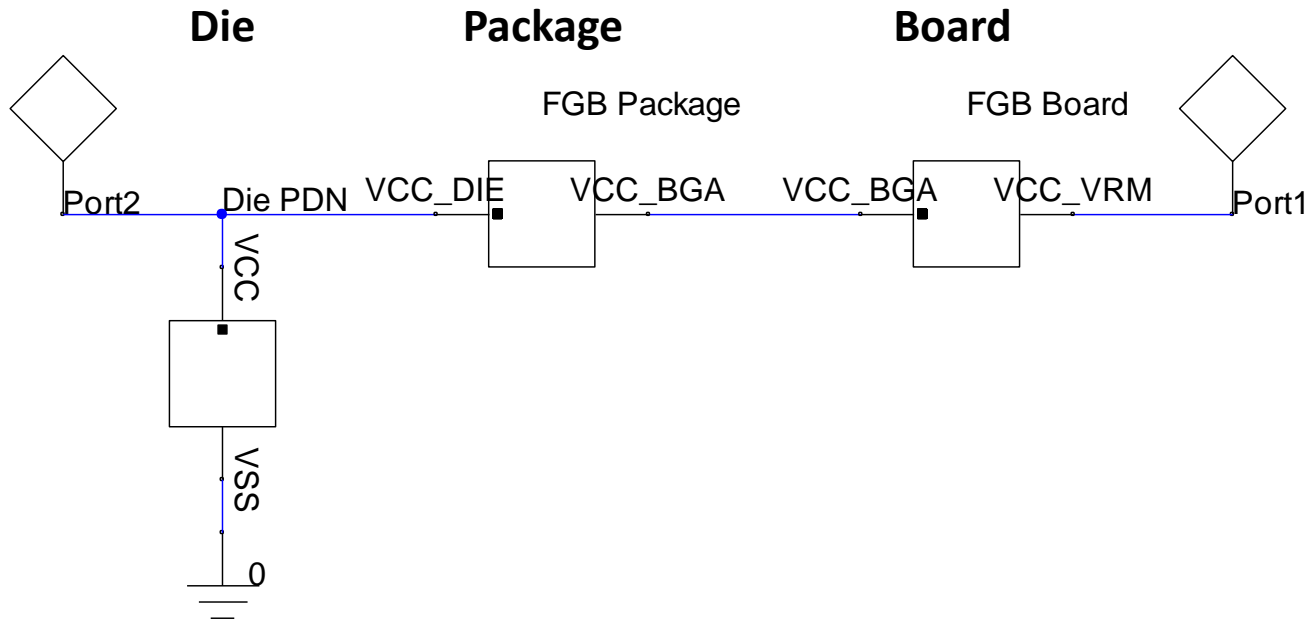 Die
Package
Board
FGB Package
FGB Board
Port2
Die PDN
VCC_DIE
VCC_BGA
VCC_BGA
VCC_VRM
Port1
VCC
VSS
0